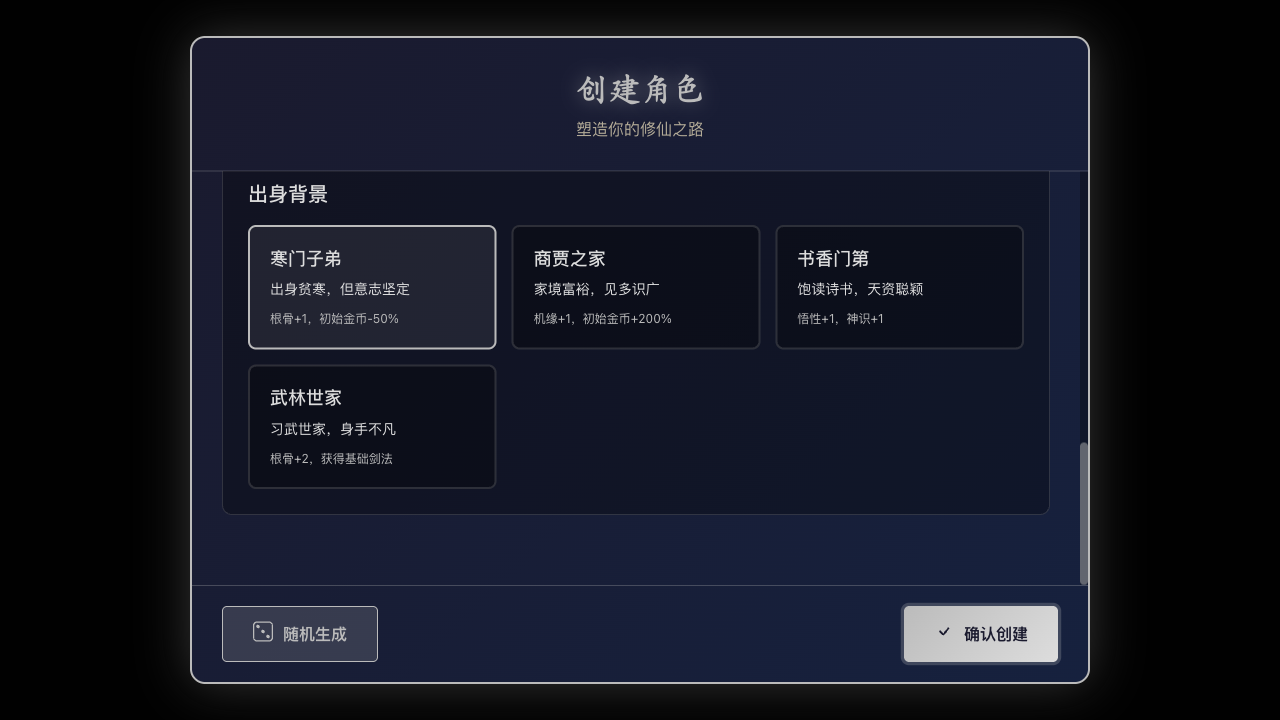 创建角色
塑造你的修仙之路
出身背景
寒门子弟
出身贫寒，但意志坚定
根骨+1，初始金币-50%
商贾之家
家境富裕，见多识广
机缘+1，初始金币+200%
书香门第
饱读诗书，天资聪颖
悟性+1，神识+1
武林世家
习武世家，身手不凡
根骨+2，获得基础剑法
随机生成
确认创建